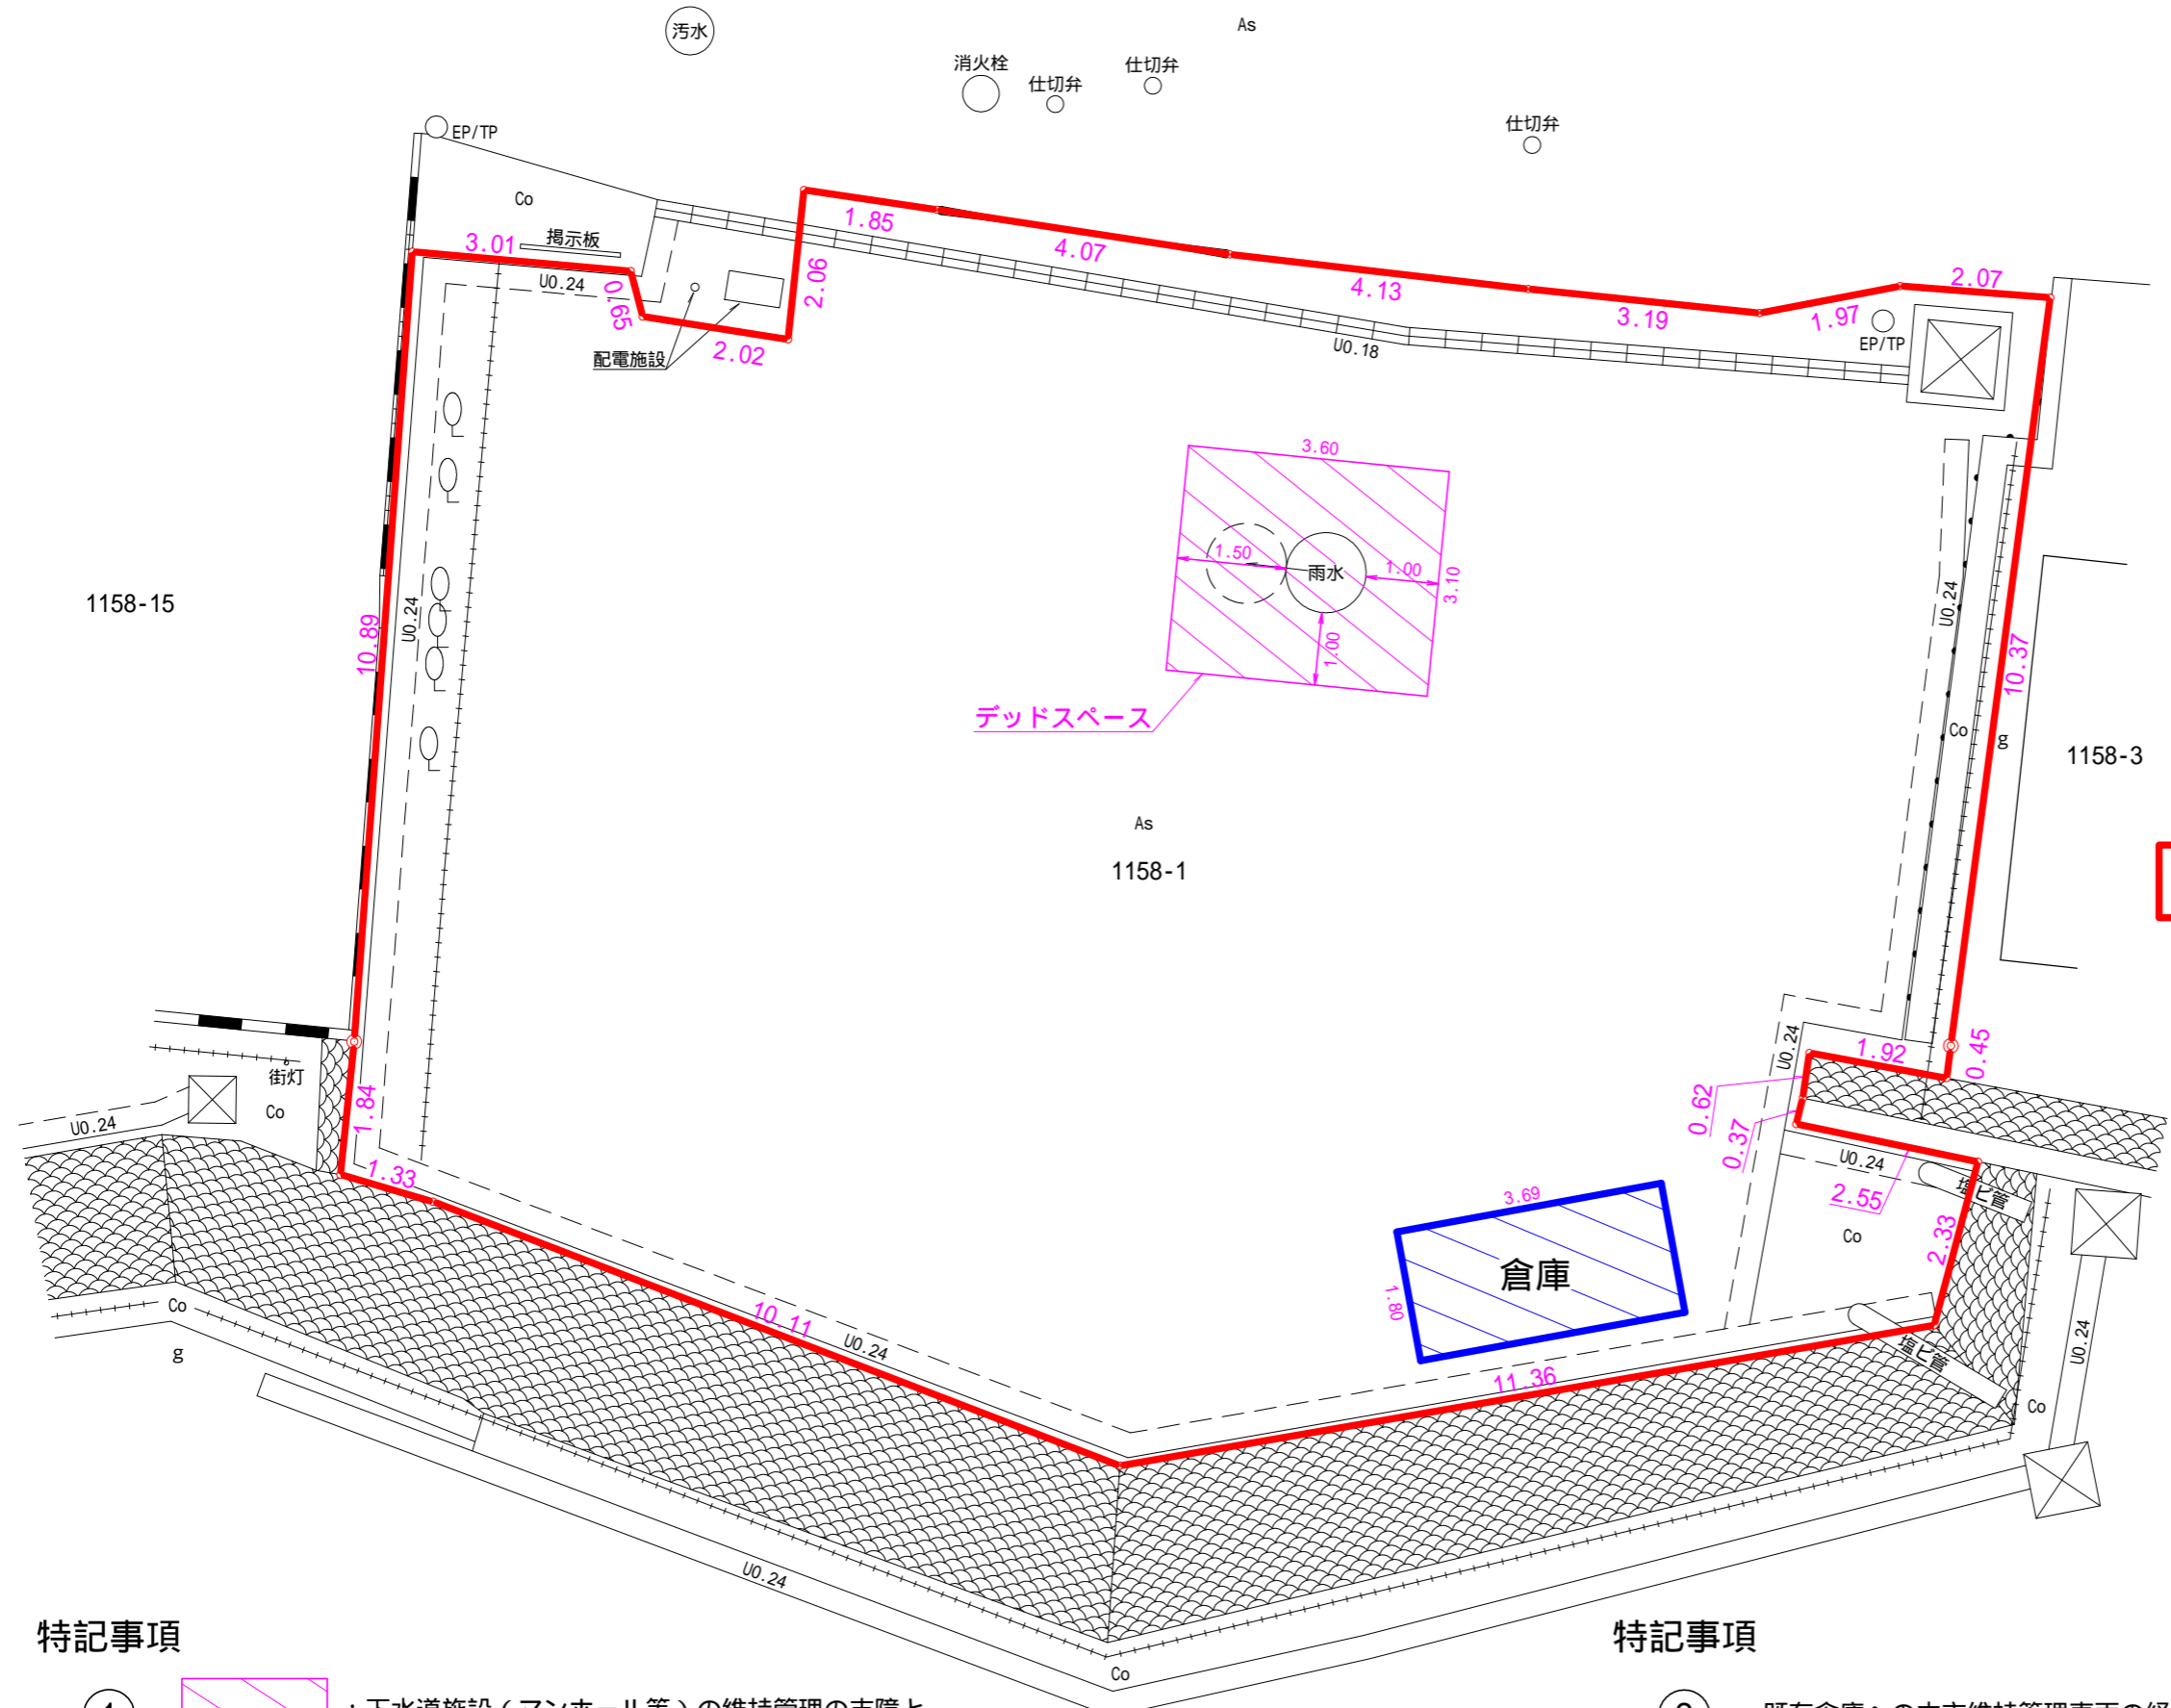 汚水
As
消火栓
仕切弁
仕切弁
仕切弁
EP/TP
Co
掲示板
3.01
U0.24
0.65
配電施設
2.02
2.06
1.85
4.07
4.13
3.19
1.97
2.07
EP/TP
U0.18
3.60
1.50
雨水
1.00
3.10
1.00
デッドスペース
1158-15
10.89
U0.24
U0.24
10.37
Co
g
1158-3
As
1158-1
街灯
Co
U0.24
1.84
1.33
U0.24
1.92
0.45
0.62
0.37
U0.24
2.55
塩ビ管
Co
2.33
3.69
1.80
倉庫
10.11
U0.24
11.36
塩ビ管
U0.24
Co
Co
g
U0.24
Co
特記事項
特記事項